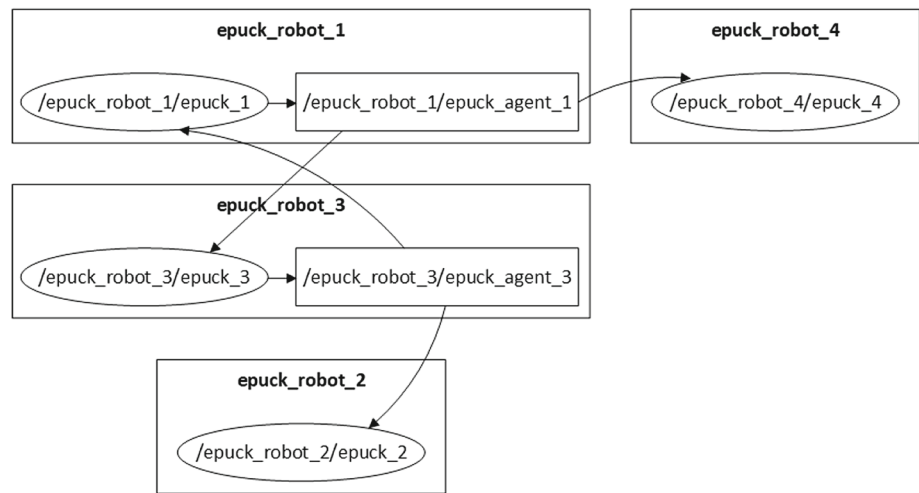 epuck_robot_1
/epuck_robot_1/epuck_1
/epuck_robot_1/epuck_agent_1
epuck_robot_4
/epuck_robot_4/epuck_4
epuck_robot_3
/epuck_robot_3/epuck_3
/epuck_robot_3/epuck_agent_3
epuck_robot_2
/epuck_robot_2/epuck_2